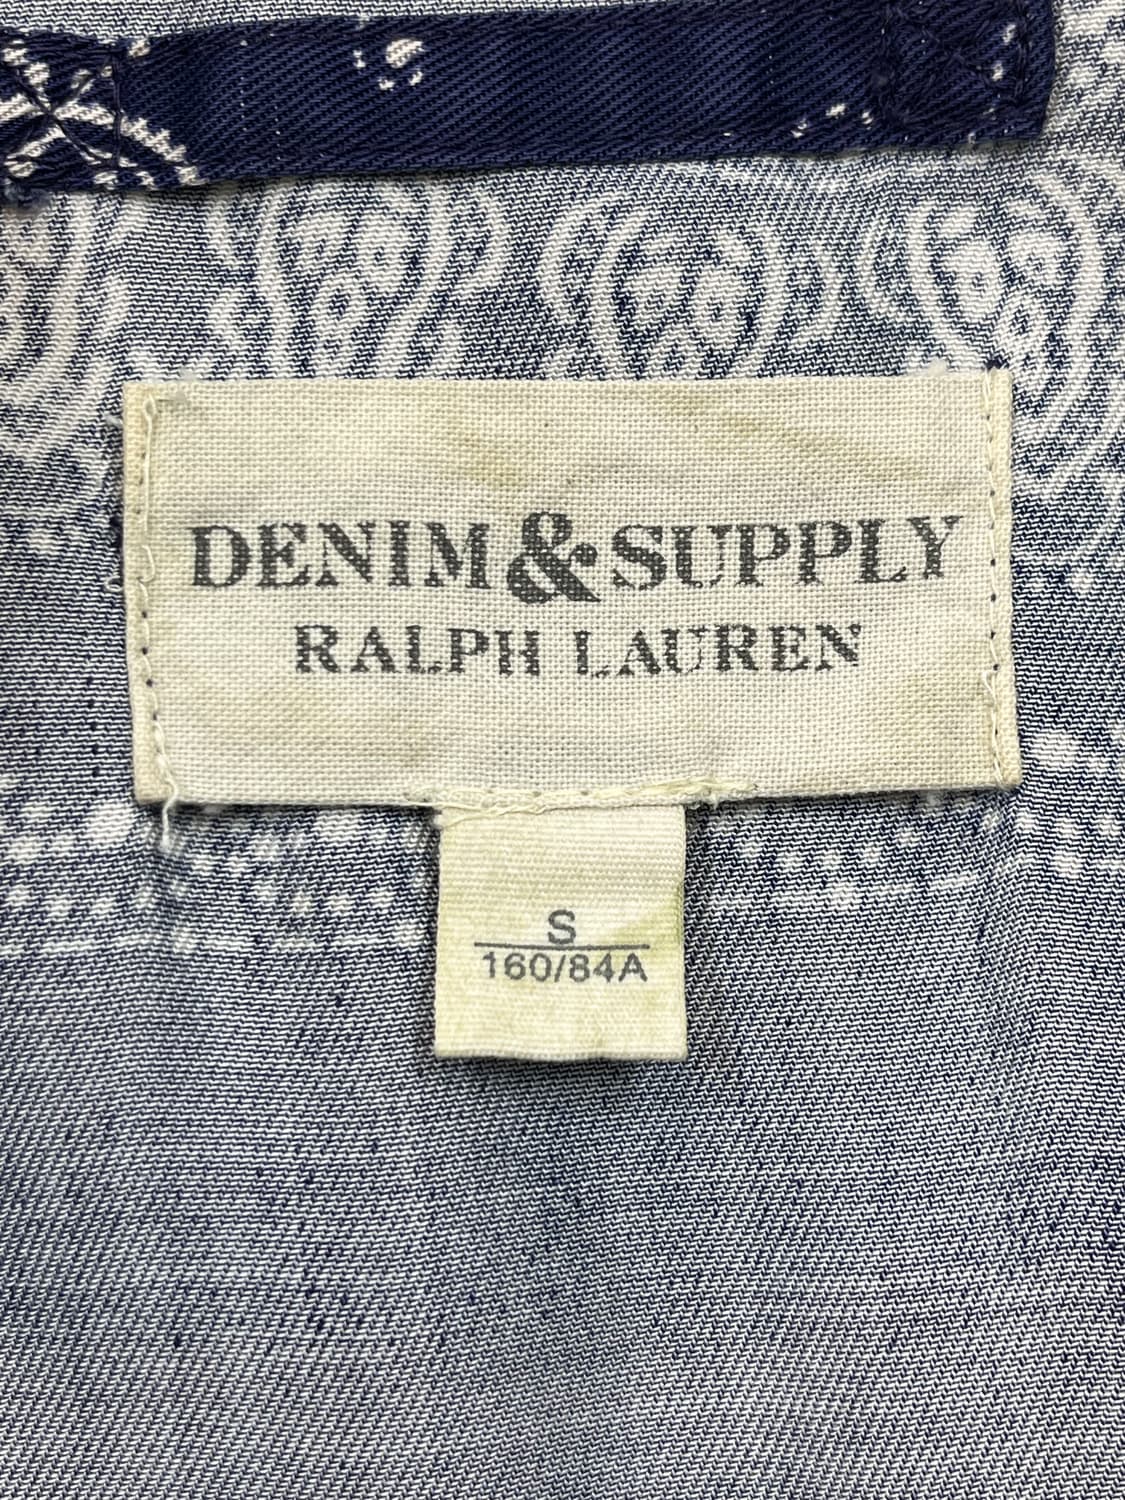 DENIM & SUPPLY
RALPH LAUREN
S
160/84A